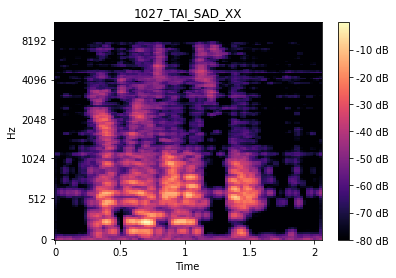 1027_TAI_SAD_XX
8192
4096
2048
1024
512
0
Hz
0
0.5
1
1.5
2
Time
-10 dB
-20 dB
-30 dB
-40 dB
-50 dB
-60 dB
-70 dB
-80 dB